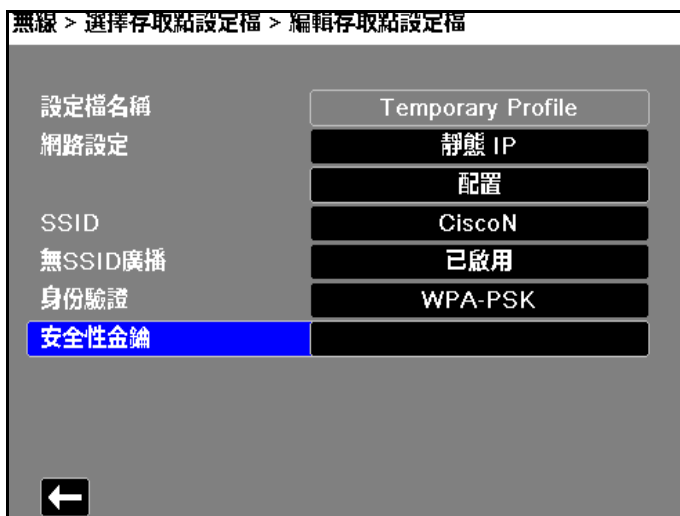 無線 > 選擇存取點設定檔 > 編輯存取點設定檔
設定檔名稱 Temporary Profile
網路設定 靜態 IP
配置
SSID CiscoN
無SSID廣播 已啟用
身份驗證 WPA-PSK
安全性金鑰